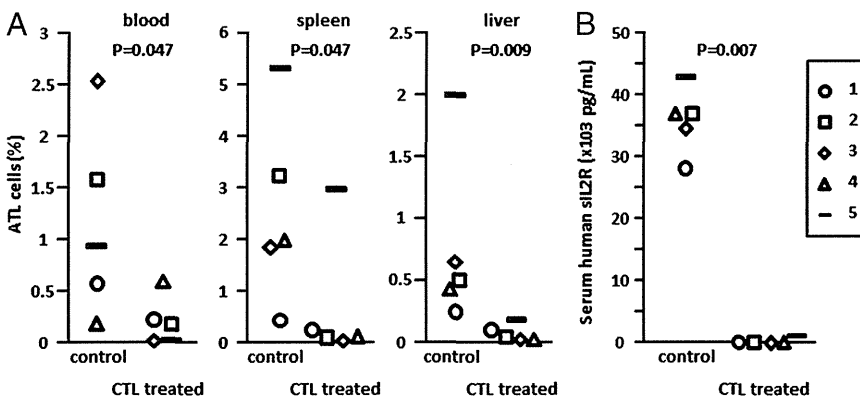 A
blood
spleen
liver
B
P=0.047
P=0.047
P=0.009
P=0.007
ATL cells(%)
3
2.5
2
1.5
1
0.5
0
control
CTL treated
6
5
4
3
2
1
0
control
CTL treated
2.5
2
1.5
1
0.5
0
control
CTL treated
Serum human sIL2R (x103 pg/mL)
50
40
30
20
10
0
control
CTL treated
1
2
3
4
5